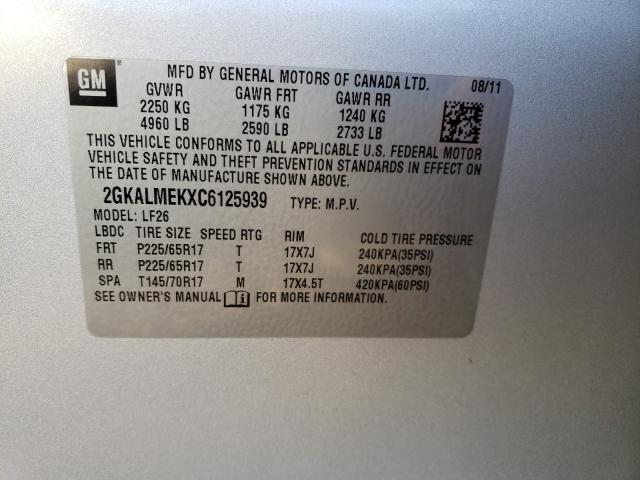 GM
MFD BY GENERAL MOTORS OF CANADA LTD. 08/11
GVWR GAWR FRT GAWR RR
2250 KG 1175 KG 1240 KG
4960 LB 2590 LB 2733 LB
THIS VEHICLE CONFORMS TO ALL APPLICABLE U.S. FEDERAL MOTOR
VEHICLE SAFETY AND THEFT PREVENTION STANDARDS IN EFFECT ON
THE DATE OF MANUFACTURE SHOWN ABOVE.
2GKALMEKXC6125939 TYPE: M.P.V.
MODEL: LF26
LBDC TIRE SIZE SPEED RTG RIM COLD TIRE PRESSURE
FRT P225/65R17 T 17X7J 240KPA(35PSI)
RR P225/65R17 T 17X7J 240KPA(35PSI)
SPA T145/70R17 M 17X4.5T 420KPA(60PSI)
SEE OWNER'S MANUAL FOR MORE INFORMATION.